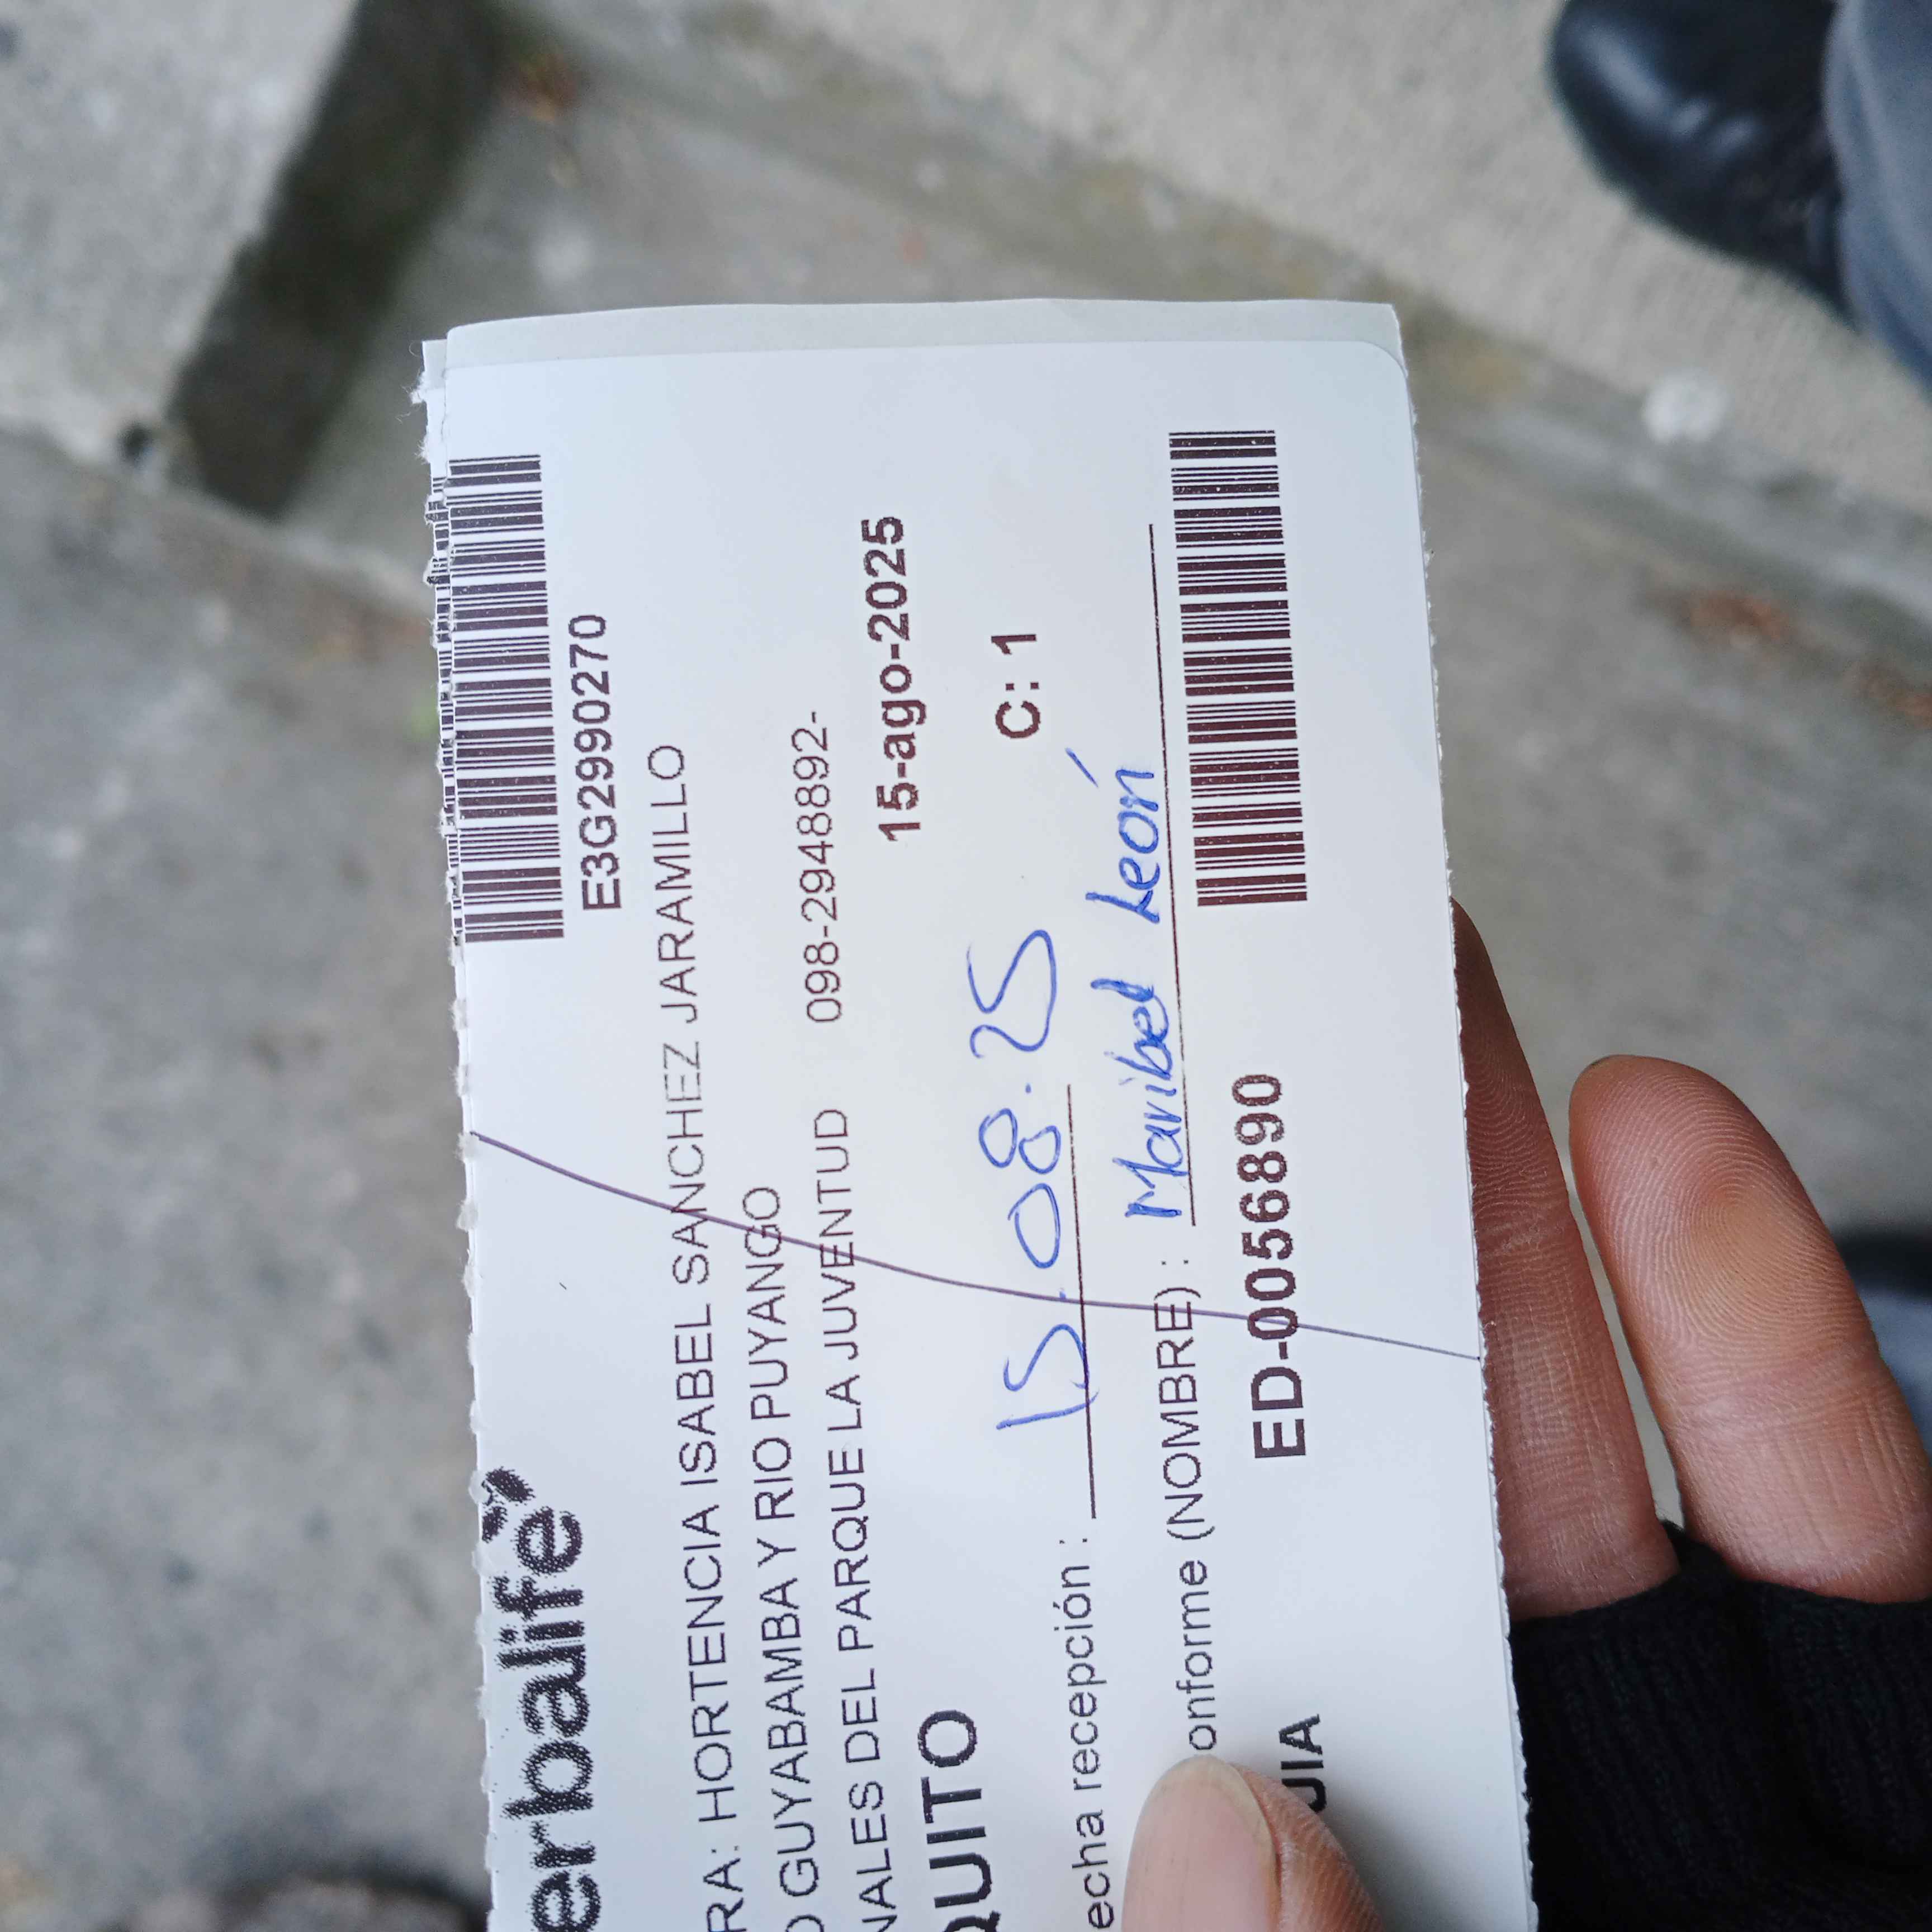 erbalife
E3G2990270
RA: HORTENCIA ISABEL SANCHEZ JARAMILLO
O GUYABAMBA Y RIO PUYANGO
NALES DEL PARQUE LA JUVENTUD 098-2948892-
QUITO 15-ago-2025
echa recepción : 15.08.25 C: 1
onforme (NOMBRE) : Maribel León
UIA ED-0056890